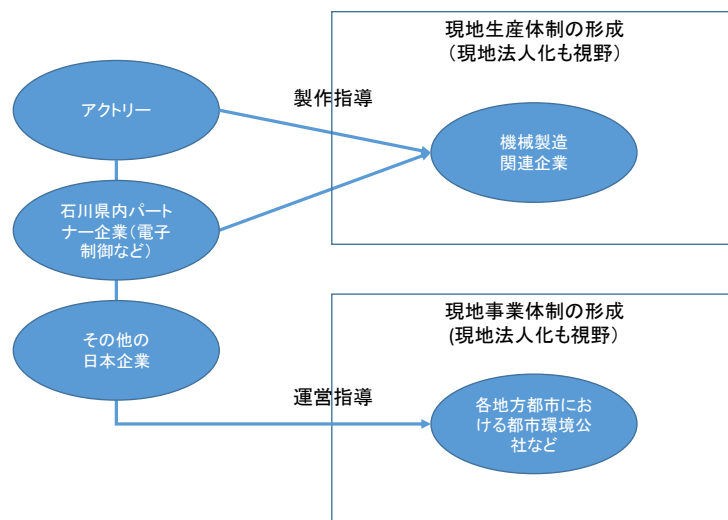 現地生産体制の形成
（現地法人化も視野）
製作指導
アクトリー
機械製造
関連企業
石川県内パート
ナー企業（電子
制御など）
現地事業体制の形成
(現地法人化も視野）
その他の
日本企業
運営指導
各地方都市にお
ける都市環境公
社など